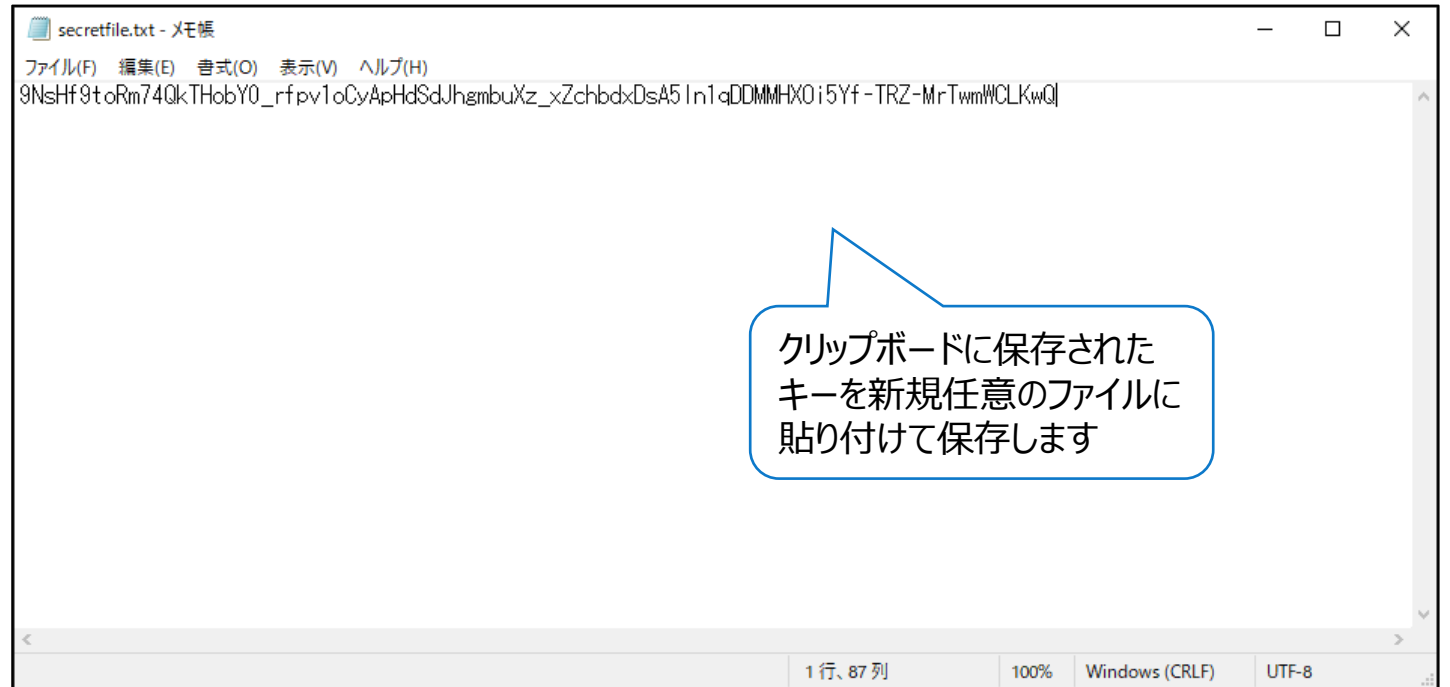 secretfile.txt - メモ帳
ファイル(F) 編集(E) 書式(O) 表示(V) ヘルプ(H)
9NsHf9toRm74QkTHobY0_rfpv1oCyApHdSdJhgmbuXz_xZchbdxDsA5In1qDDMMHXOi5Yf-TRZ-MrTwmWCLKwQ
クリップボードに保存された
キーを新規任意のファイルに
貼り付けて保存します
1 行、87 列 100% Windows (CRLF) UTF-8